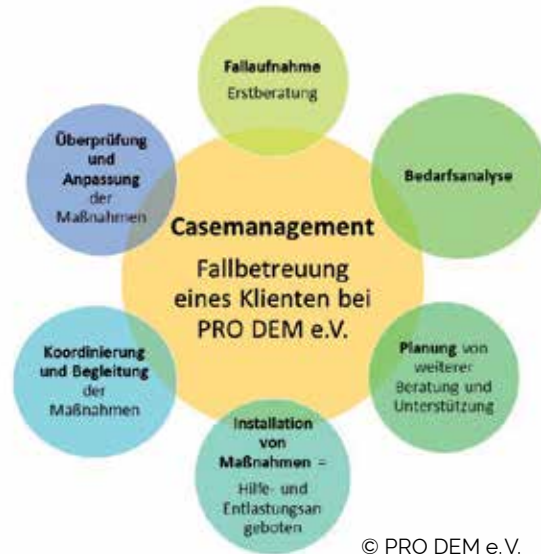 Fallaufnahme
Erstberatung
Bedarfsanalyse
Planung von
weiterer
Beratung und
Unterstützung
Installation
von
Maßnahmen =
Hilfe- und
Entlastungsan
geboten
Koordinierung
und Begleitung
der
Maßnahmen
Überprüfung
und
Anpassung
der
Maßnahmen
Casemanagement
Fallbetreuung
eines Klienten bei
PRO DEM e.V.
© PRO DEM e. V.